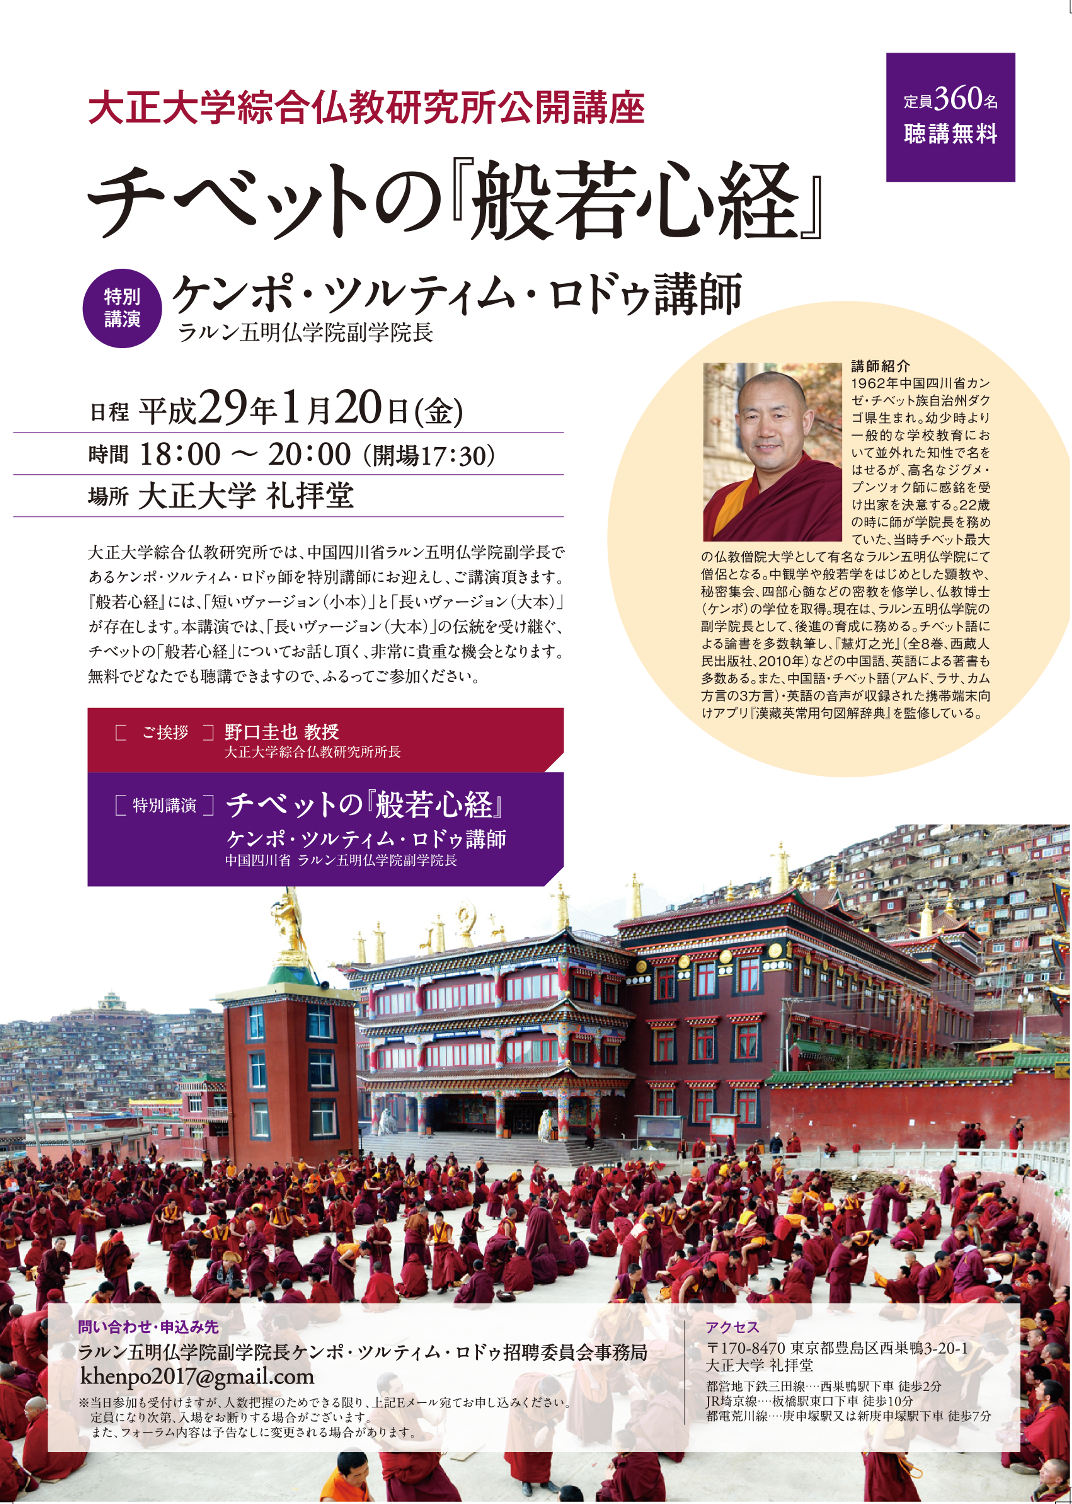 大正大学綜合仏教研究所公開講座
定員360名
聴講無料
チベットの『般若心経』
特別
講演
ケンポ・ツルティム・ロドゥ講師
ラルン五明仏学院副学院長
日程 平成29年1月20日(金)
時間 18:00 〜 20:00（開場17:30）
場所 大正大学 礼拝堂
大正大学綜合仏教研究所では、中国四川省ラルン五明仏学院副学長で
あるケンポ・ツルティム・ロドゥ師を特別講師にお迎えし、ご講演頂きます。
『般若心経』には、「短いヴァージョン（小本）」と「長いヴァージョン（大本）」
が存在します。本講演では、「長いヴァージョン（大本）」の伝統を受け継ぐ、
チベットの「般若心経」についてお話し頂く、非常に貴重な機会となります。
無料でどなたでも聴講できますので、ふるってご参加ください。
講師紹介
1962年中国四川省カン
ゼ・チベット族自治州ダク
ゴ県生まれ。幼少時より
一般的な学校教育にお
いて並外れた知性で名を
はせるが、高名なジグメ・
プンツォク師に感銘を受
け出家を決意する。22歳
の時に師が学院長を務め
ていた、当時チベット最大
の仏教僧院大学として有名なラルン五明仏学院にて
僧侶となる。中観学や般若学をはじめとした顕教や、
秘密集会、四部心髄などの密教を修学し、仏教博士
（ケンポ）の学位を取得。現在は、ラルン五明仏学院の
副学院長として、後進の育成に務める。チベット語に
よる論書を多数執筆し、『慧灯之光』（全8巻、西蔵人
民出版社、2010年）などの中国語、英語による著書も
多数ある。また、中国語・チベット語（アムド、ラサ、カム
方言の3方言）・英語の音声が収録された携帯端末向
けアプリ『漢藏英常用句図解辞典』を監修している。
［ ご挨拶 ］ 野口圭也 教授
大正大学綜合仏教研究所所長
［特別講演］ チベットの『般若心経』
ケンポ・ツルティム・ロドゥ講師
中国四川省 ラルン五明仏学院副学院長
問い合わせ・申込み先
ラルン五明仏学院副学院長ケンポ・ツルティム・ロドゥ招聘委員会事務局
khenpo2017@gmail.com
※当日参加も受付けますが、人数把握のためできる限り、上記Eメール宛てお申し込みください。
定員になり次第、入場をお断りする場合がございます。
また、フォーラム内容は予告なしに変更される場合があります。
アクセス
〒170-8470 東京都豊島区西巣鴨3-20-1
大正大学 礼拝堂
都営地下鉄三田線…西巣鴨駅下車 徒歩2分
JR埼京線…板橋駅東口下車 徒歩10分
都電荒川線…庚申塚駅又は新庚申塚駅下車 徒歩7分